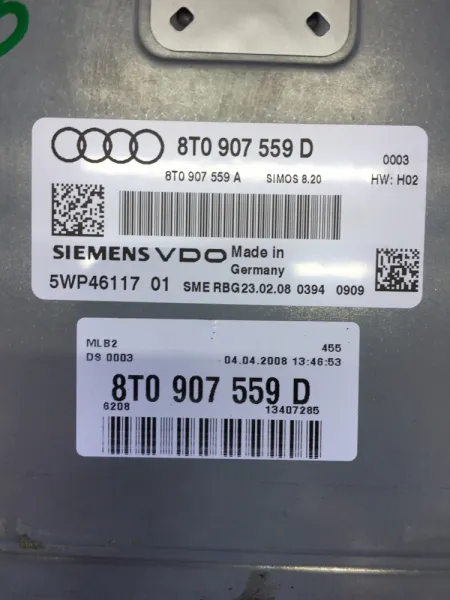 8T0 907 559 D
0003
8T0 907 559 A SIMOS 8.20 HW: H02
SIEMENS VDO Made in Germany
5WP46117 01 SME RBG23.02.08 0394 0909
MLB2 455
DS 0003 04.04.2008 13:46:53
8T0 907 559 D
6208 13407285